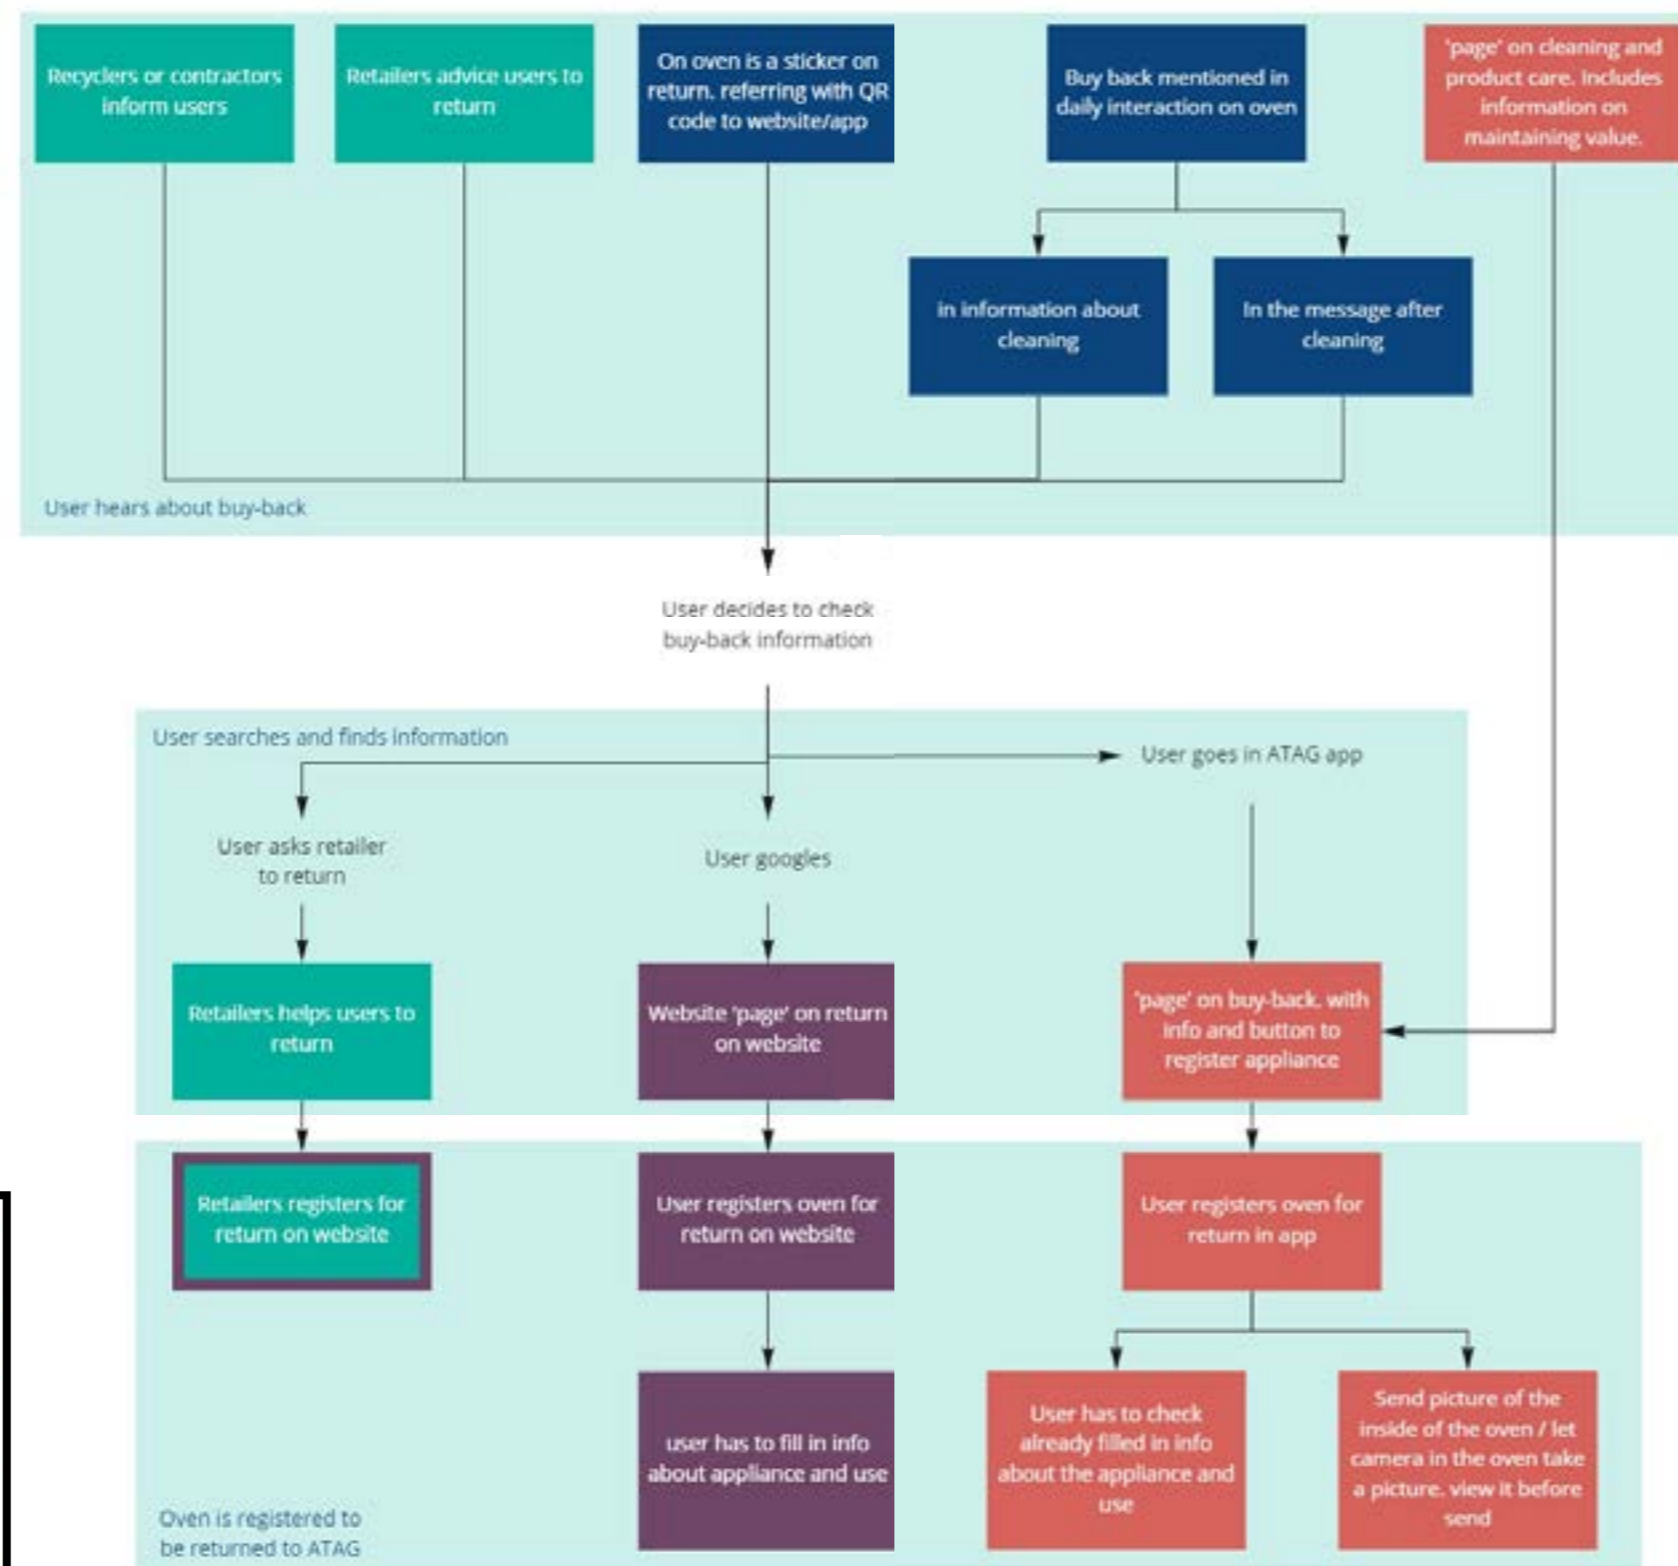 Recyclers or contractors
inform users
Retailers advice users to
return
On oven is a sticker on
return. referring with QR
code to website/app
Buy back mentioned in
daily interaction on oven
'page' on cleaning and
product care. Includes
information on
maintaining value.
in information about
cleaning
In the message after
cleaning
User hears about buy-back
User decides to check
buy-back information
User searches and finds information
User goes in ATAG app
User asks retailer
to return
User googles
Retailers helps users to
return
Website 'page' on return
on website
'page' on buy-back. with
info and button to
register appliance
Retailers registers for
return on website
User registers oven for
return on website
User registers oven for
return in app
user has to fill in info
about appliance and use
User has to check
already filled in info
about the appliance and
use
Send picture of the
inside of the oven / let
camera in the oven take
a picture. view it before
send
Oven is registered to
be returned to ATAG